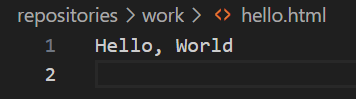 repositories > work > <> hello.html
1 Hello, World
2